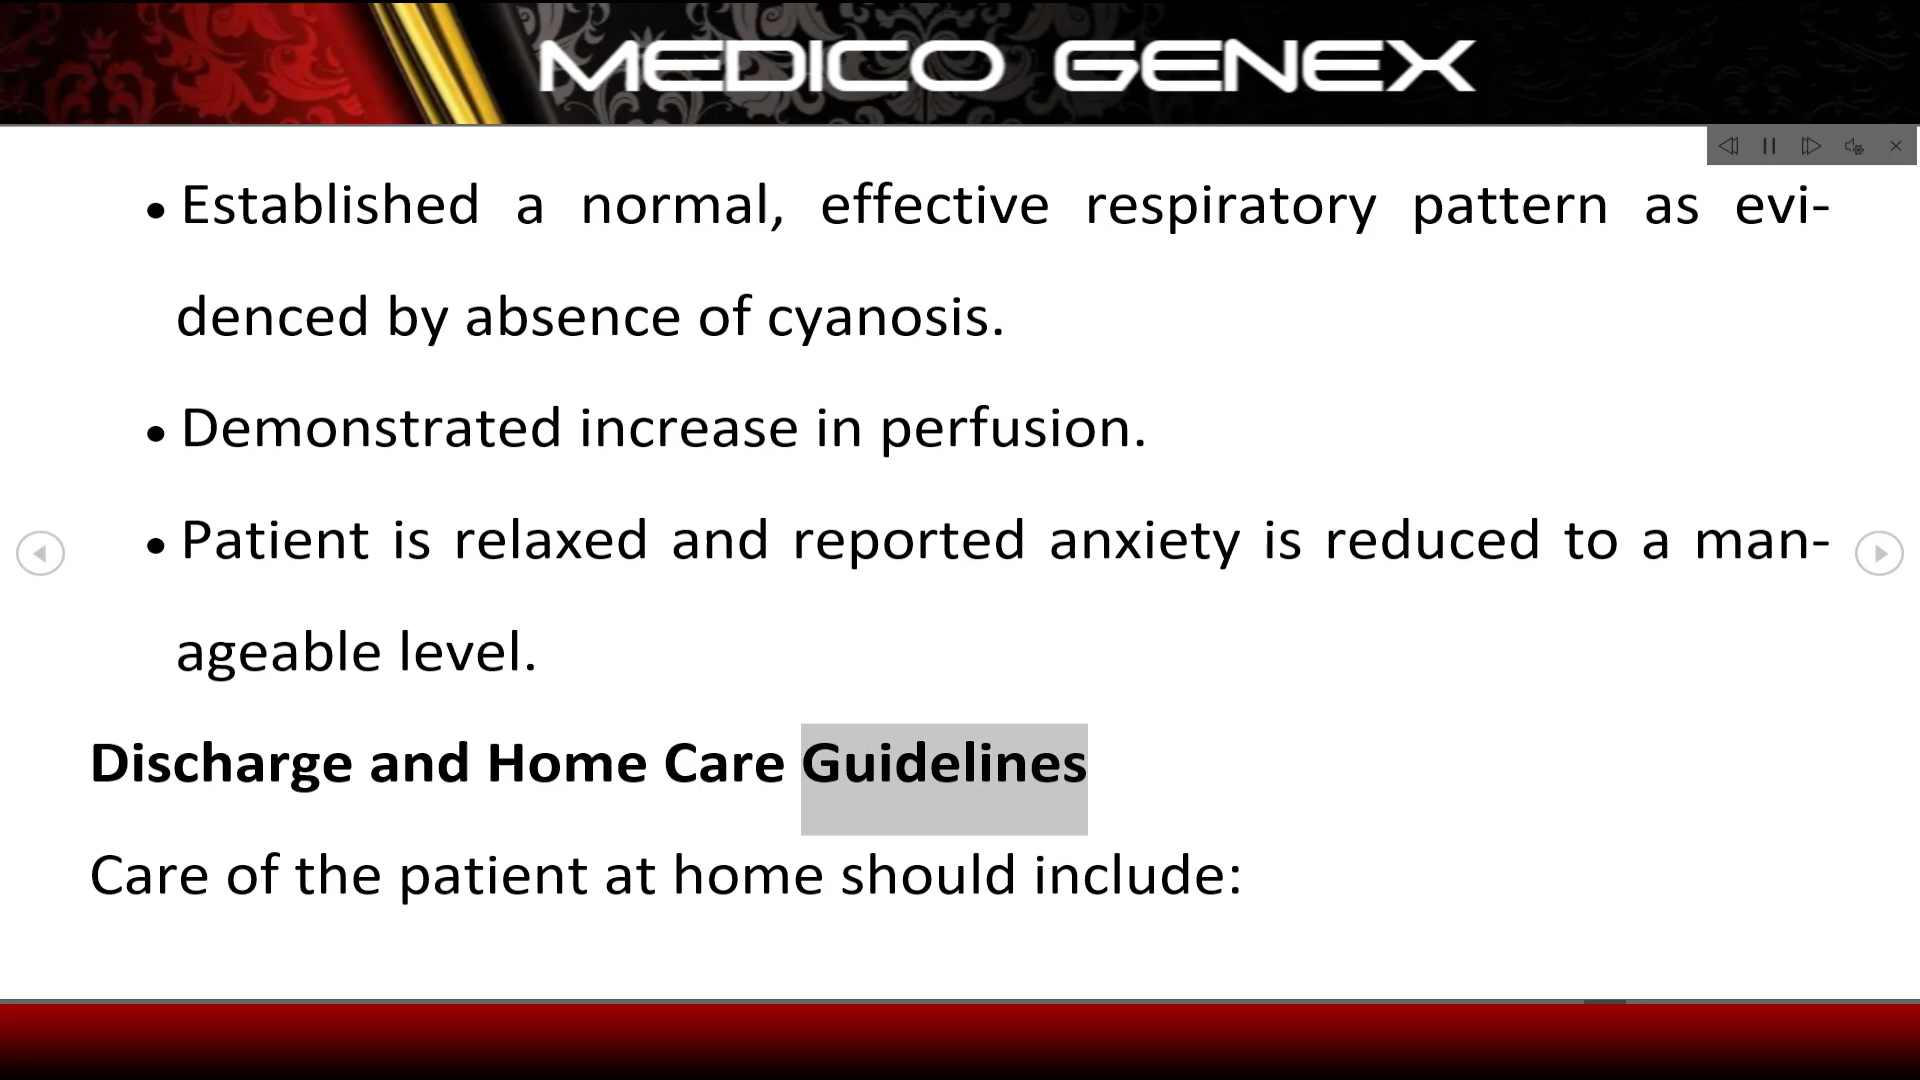 MEDICO GENEX
• Established a normal, effective respiratory pattern as evi-
denced by absence of cyanosis.
• Demonstrated increase in perfusion.
• Patient is relaxed and reported anxiety is reduced to a man-
ageable level.
Discharge and Home Care Guidelines
Care of the patient at home should include: